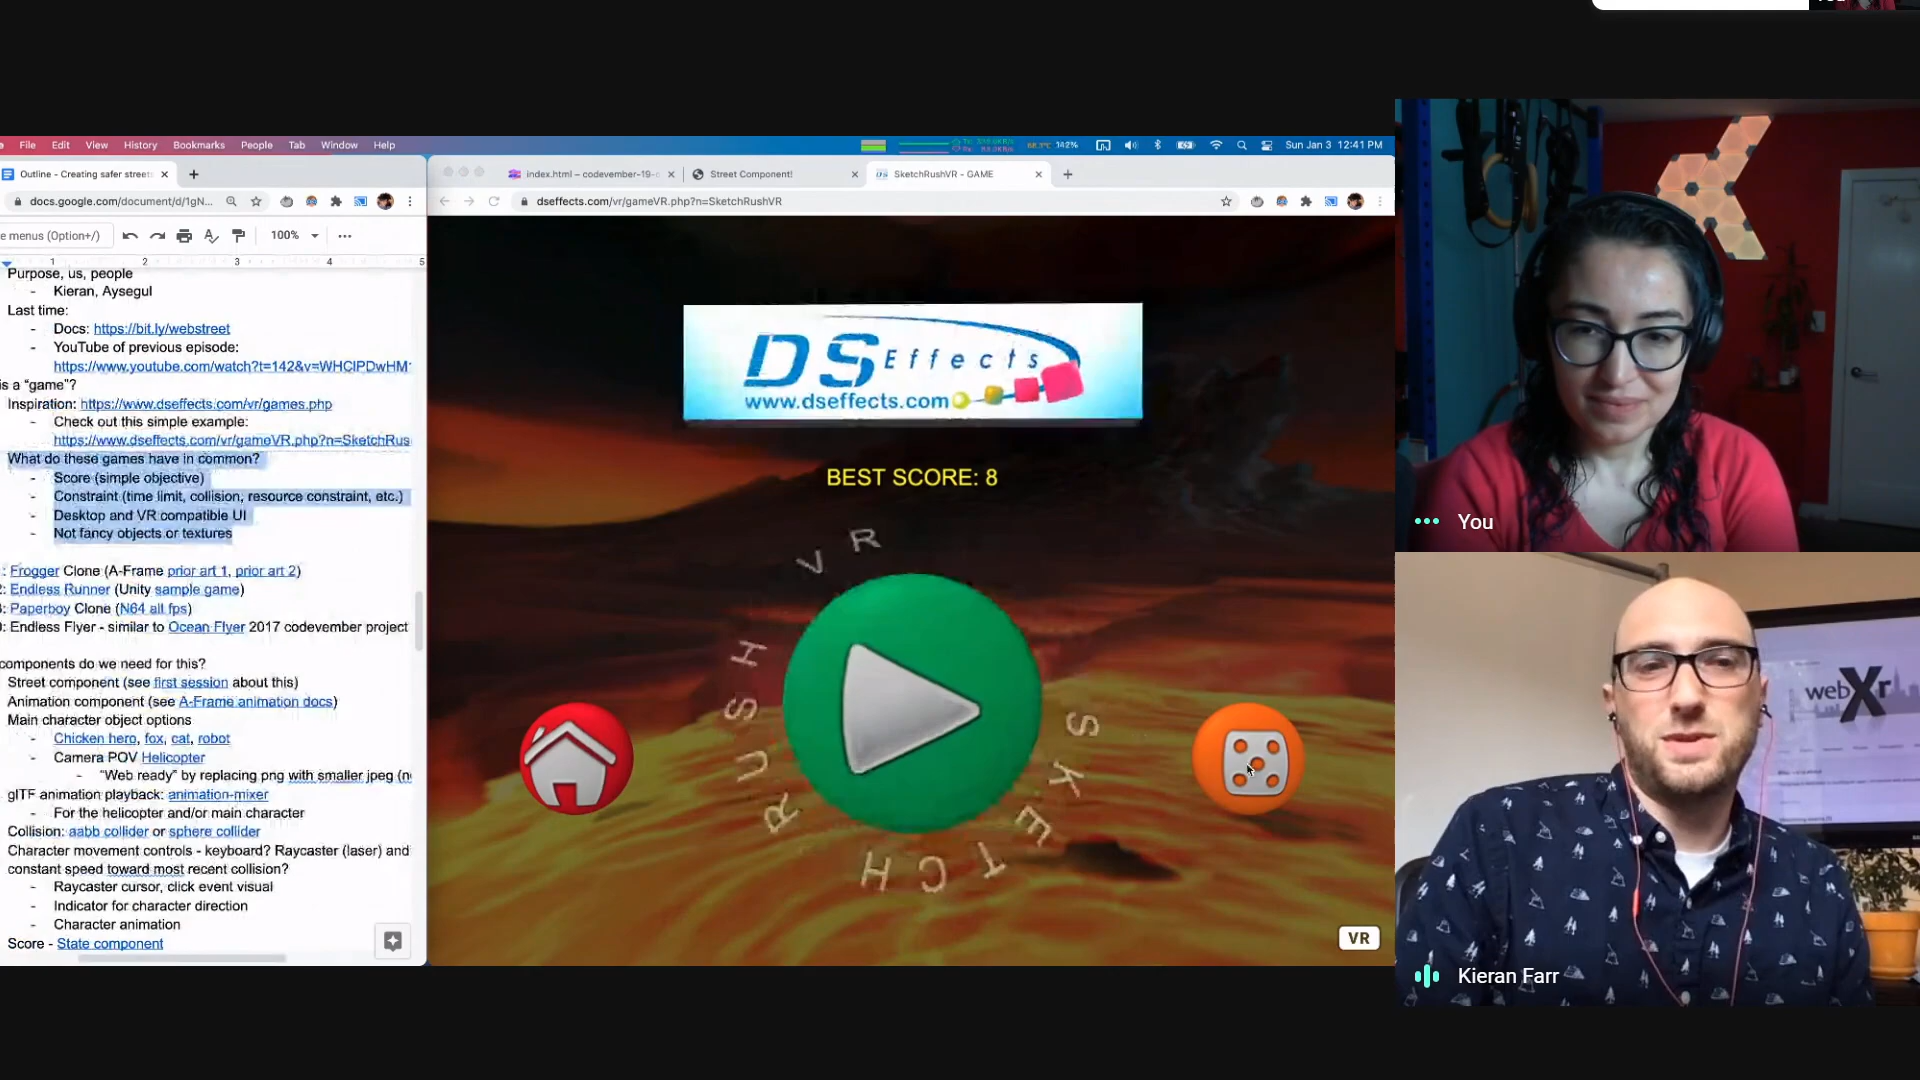 File Edit View History Bookmarks People Tab Window Help
142% Sun Jan 3 12:41 PM
Outline - Creating safer streets
docs.google.com/document/d/1gN...
e menus (Option+/) 100%
1 2 3 4 5
Purpose, us, people
- Kieran, Aysegul
Last time:
- Docs: https://bit.ly/webstreet
- YouTube of previous episode:
https://www.youtube.com/watch?t=142&v=WHCIPDwHM
is a “game”?
Inspiration: https://www.dseffects.com/vr/games.php
- Check out this simple example:
https://www.dseffects.com/vr/gameVR.php?n=SketchRus
What do these games have in common?
- Score (simple objective)
- Constraint (time limit, collision, resource constraint, etc.)
- Desktop and VR compatible UI
- Not fancy objects or textures
: Frogger Clone (A-Frame prior art 1, prior art 2)
: Endless Runner (Unity sample game)
: Paperboy Clone (N64 all fps)
: Endless Flyer - similar to Ocean Flyer 2017 codevember project
components do we need for this?
Street component (see first session about this)
Animation component (see A-Frame animation docs)
Main character object options
- Chicken hero, fox, cat, robot
- Camera POV Helicopter
- “Web ready” by replacing png with smaller jpeg (n
glTF animation playback: animation-mixer
- For the helicopter and/or main character
Collision: aabb collider or sphere collider
Character movement controls - keyboard? Raycaster (laser) and
constant speed toward most recent collision?
- Raycaster cursor, click event visual
- Indicator for character direction
- Character animation
Score - State component
index.html – codevember-19-
Street Component!
SketchRushVR - GAME
dseffects.com/vr/gameVR.php?n=SketchRushVR
DS Effects
www.dseffects.com
BEST SCORE: 8
SKETCH RUSH VR
VR
You
webXr
Kieran Farr